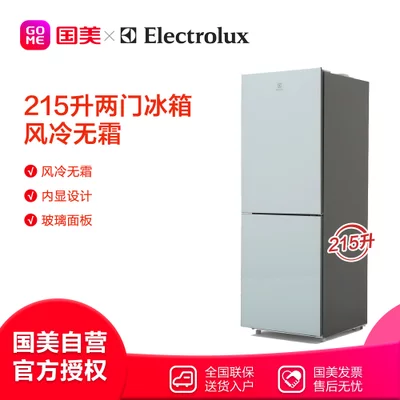 GO
ME
国美 × Electrolux
215升两门冰箱
风冷无霜
风冷无霜
内显设计
玻璃面板
215升
国美自营
官方授权
全国联保
送货入户
国美发票
售后无忧